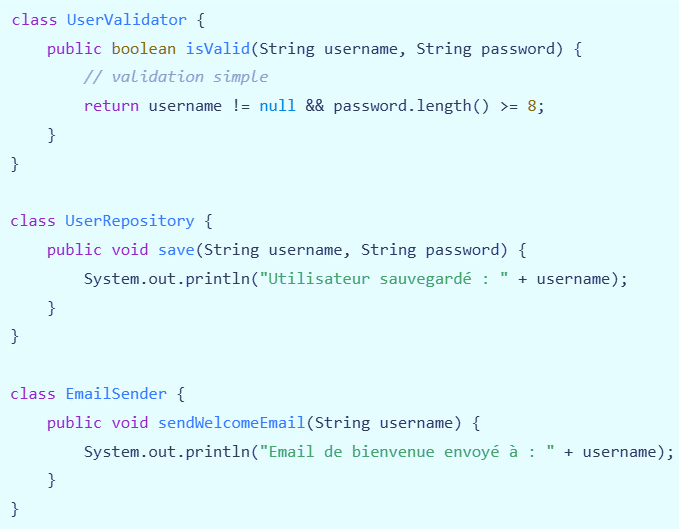 class UserValidator {
    public boolean isValid(String username, String password) {
        // validation simple
        return username != null && password.length() >= 8;
    }
}

class UserRepository {
    public void save(String username, String password) {
        System.out.println("Utilisateur sauvegardé : " + username);
    }
}

class EmailSender {
    public void sendWelcomeEmail(String username) {
        System.out.println("Email de bienvenue envoyé à : " + username);
    }
}